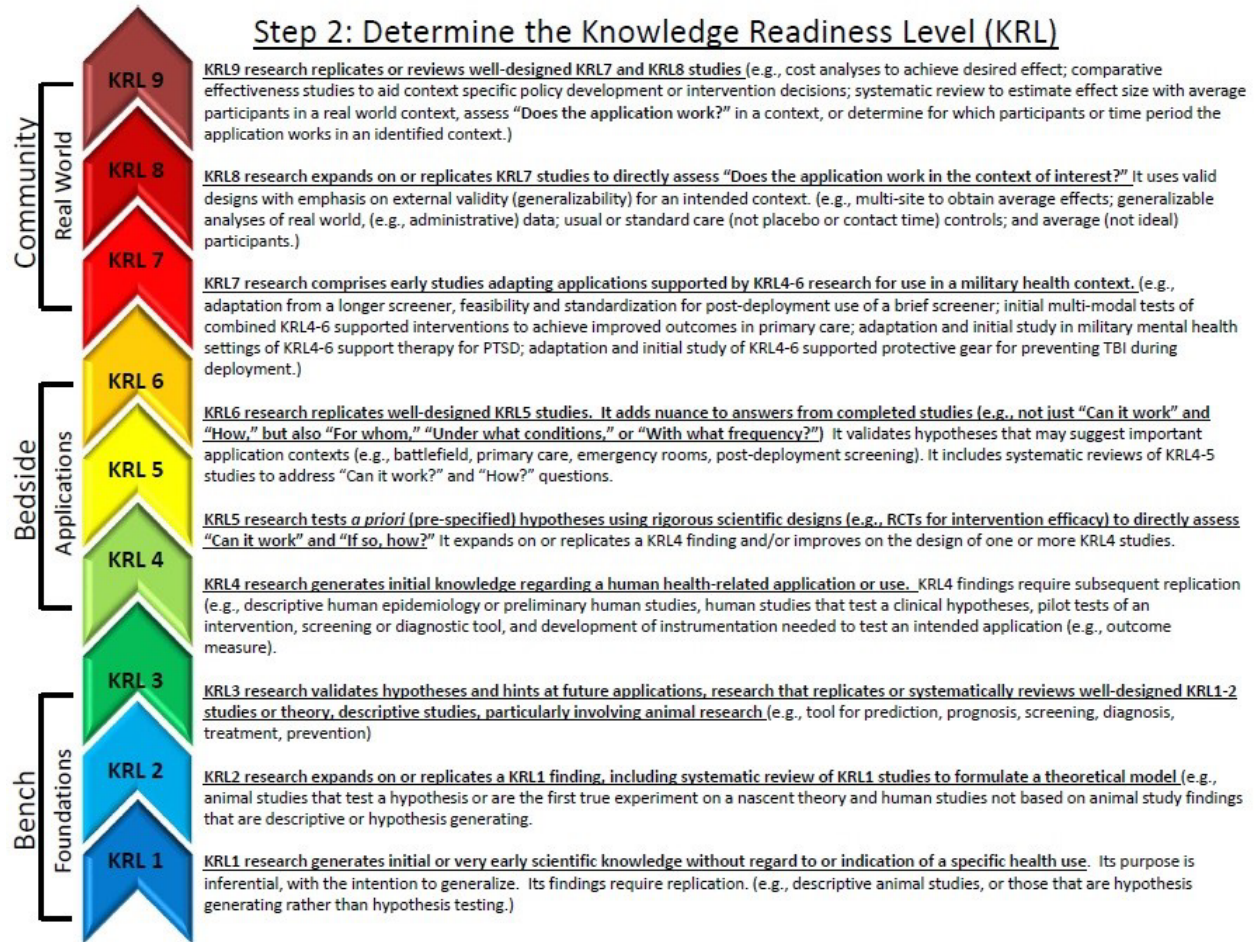 Step 2: Determine the Knowledge Readiness Level (KRL)
KRL 9
KRL9 research replicates or reviews well-designed KRL7 and KRL8 studies (e.g., cost analyses to achieve desired effect; comparative
effectiveness studies to aid context specific policy development or intervention decisions; systematic review to estimate effect size with average
participants in a real world context, assess “Does the application work?” in a context, or determine for which participants or time period the
application works in an identified context.)
Community
Real World
KRL 8
KRL8 research expands on or replicates KRL7 studies to directly assess “Does the application work in the context of interest?” It uses valid
designs with emphasis on external validity (generalizability) for an intended context. (e.g., multi-site to obtain average effects; generalizable
analyses of real world, (e.g., administrative) data; usual or standard care (not placebo or contact time) controls; and average (not ideal)
participants.)
KRL 7
KRL7 research comprises early studies adapting applications supported by KRL4-6 research for use in a military health context. (e.g.,
adaptation from a longer screener, feasibility and standardization for post-deployment use of a brief screener; initial multi-modal tests of
combined KRL4-6 supported interventions to achieve improved outcomes in primary care; adaptation and initial study in military mental health
settings of KRL4-6 support therapy for PTSD; adaptation and initial study of KRL4-6 supported protective gear for preventing TBI during
deployment.)
KRL 6
KRL6 research replicates well-designed KRL5 studies. It adds nuance to answers from completed studies (e.g., not just “Can it work” and
“How,” but also “For whom,” “Under what conditions,” or “With what frequency?”) It validates hypotheses that may suggest important
application contexts (e.g., battlefield, primary care, emergency rooms, post-deployment screening). It includes systematic reviews of KRL4-5
studies to address “Can it work?” and “How?” questions.
Bedside
Applications
KRL 5
KRL5 research tests a priori (pre-specified) hypotheses using rigorous scientific designs (e.g., RCTs for intervention efficacy) to directly assess
“Can it work” and “If so, how?” It expands on or replicates a KRL4 finding and/or improves on the design of one or more KRL4 studies.
KRL 4
KRL4 research generates initial knowledge regarding a human health-related application or use. KRL4 findings require subsequent replication
(e.g., descriptive human epidemiology or preliminary human studies, human studies that test a clinical hypotheses, pilot tests of an
intervention, screening or diagnostic tool, and development of instrumentation needed to test an intended application (e.g., outcome
measure).
KRL 3
KRL3 research validates hypotheses and hints at future applications, research that replicates or systematically reviews well-designed KRL1-2
studies or theory, descriptive studies, particularly involving animal research (e.g., tool for prediction, prognosis, screening, diagnosis,
treatment, prevention)
Bench
Foundations
KRL 2
KRL2 research expands on or replicates a KRL1 finding, including systematic review of KRL1 studies to formulate a theoretical model (e.g.,
animal studies that test a hypothesis or are the first true experiment on a nascent theory and human studies not based on animal study findings
that are descriptive or hypothesis generating.
KRL 1
KRL1 research generates initial or very early scientific knowledge without regard to or indication of a specific health use. Its purpose is
inferential, with the intention to generalize. Its findings require replication. (e.g., descriptive animal studies, or those that are hypothesis
generating rather than hypothesis testing.)